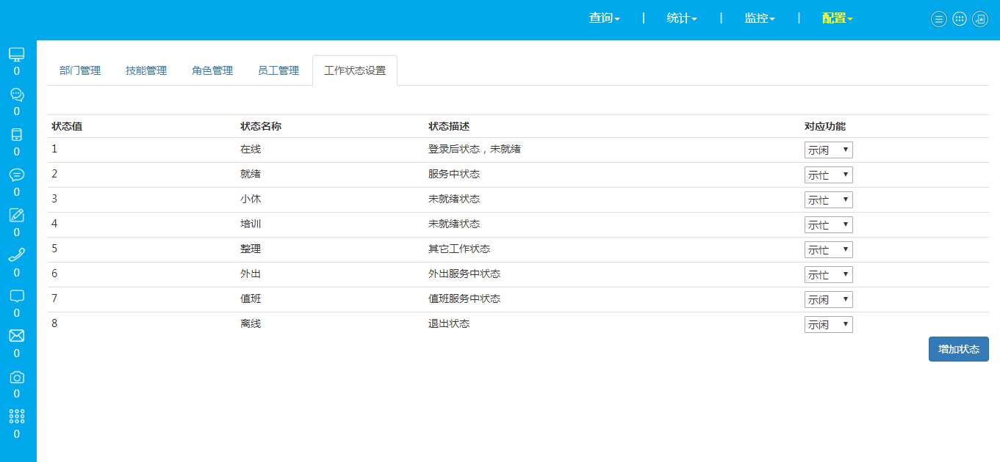 查询 | 统计 | 监控 | 配置
0
0
0
0
0
0
0
0
0
0
部门管理 技能管理 角色管理 员工管理 工作状态设置
状态值 状态名称 状态描述 对应功能
1 在线 登录后状态，未就绪 示闲
2 就绪 服务中状态 示忙
3 小休 未就绪状态 示忙
4 培训 未就绪状态 示忙
5 整理 其它工作状态 示忙
6 外出 外出服务中状态 示忙
7 值班 值班服务中状态 示闲
8 离线 退出状态 示闲
增加状态